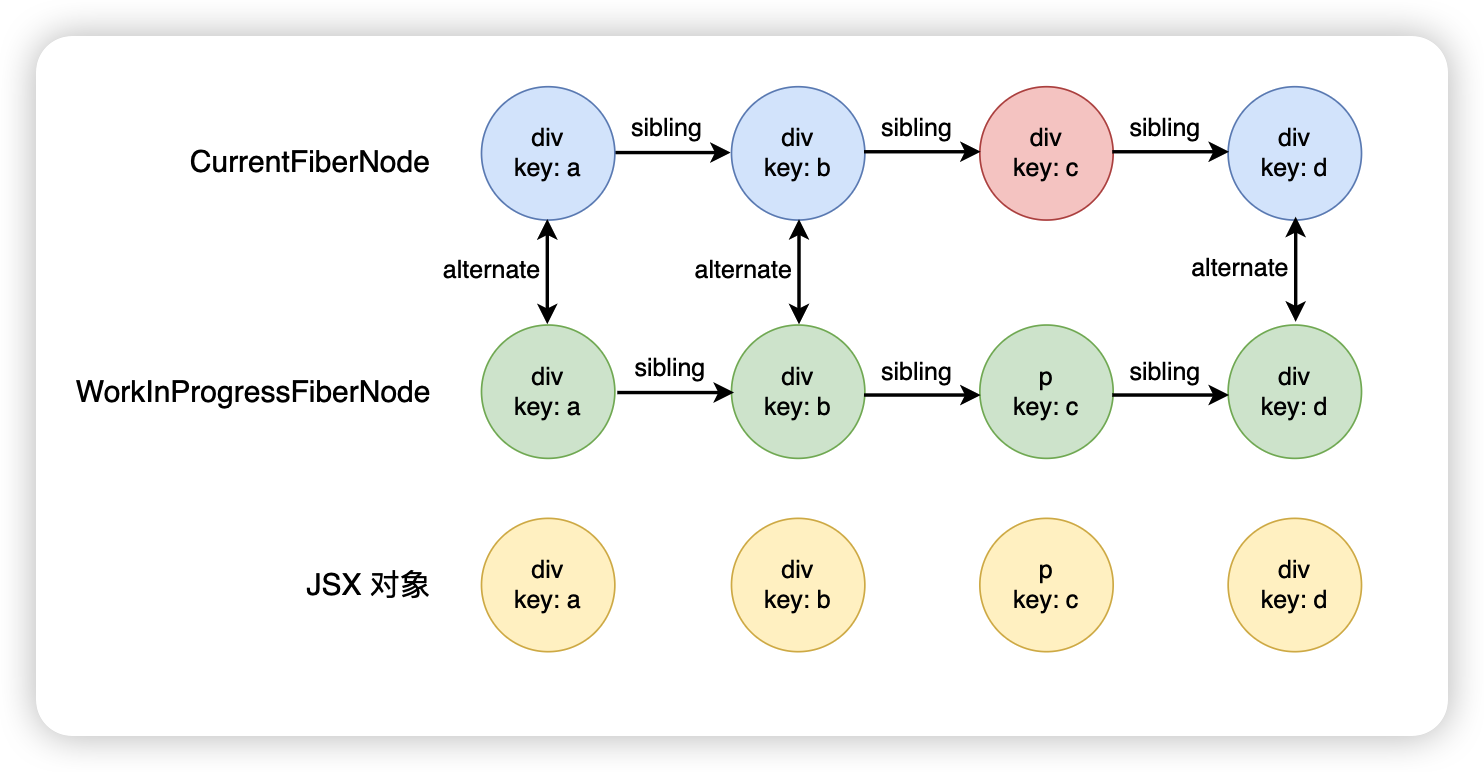 sibling
sibling
sibling
div
key: a
div
key: b
div
key: c
div
key: d
CurrentFiberNode
alternate
alternate
alternate
sibling
sibling
sibling
div
key: a
div
key: b
p
key: c
div
key: d
WorkInProgressFiberNode
JSX 对象
div
key: a
div
key: b
p
key: c
div
key: d